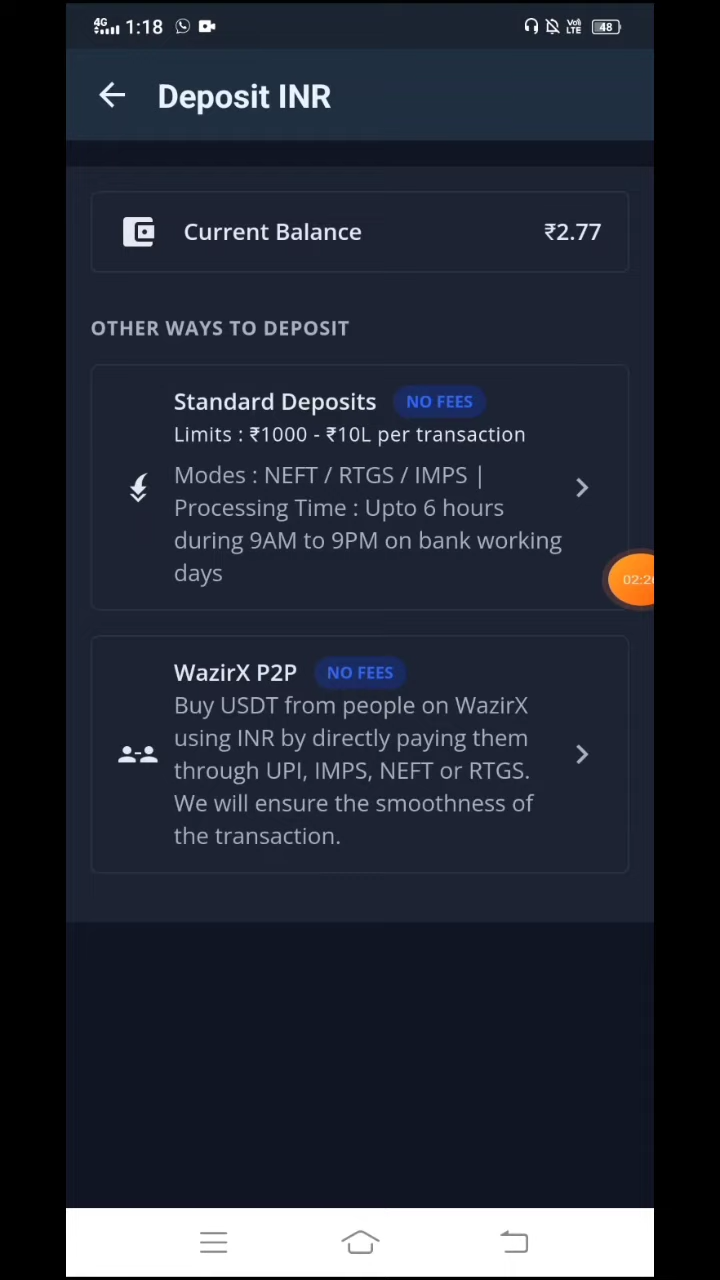 4G 1:18 VoI LTE 48
Deposit INR
Current Balance ₹2.77
OTHER WAYS TO DEPOSIT
Standard Deposits NO FEES
Limits : ₹1000 - ₹10L per transaction
Modes : NEFT / RTGS / IMPS |
Processing Time : Upto 6 hours
during 9AM to 9PM on bank working
days
WazirX P2P NO FEES
Buy USDT from people on WazirX
using INR by directly paying them
through UPI, IMPS, NEFT or RTGS.
We will ensure the smoothness of
the transaction.